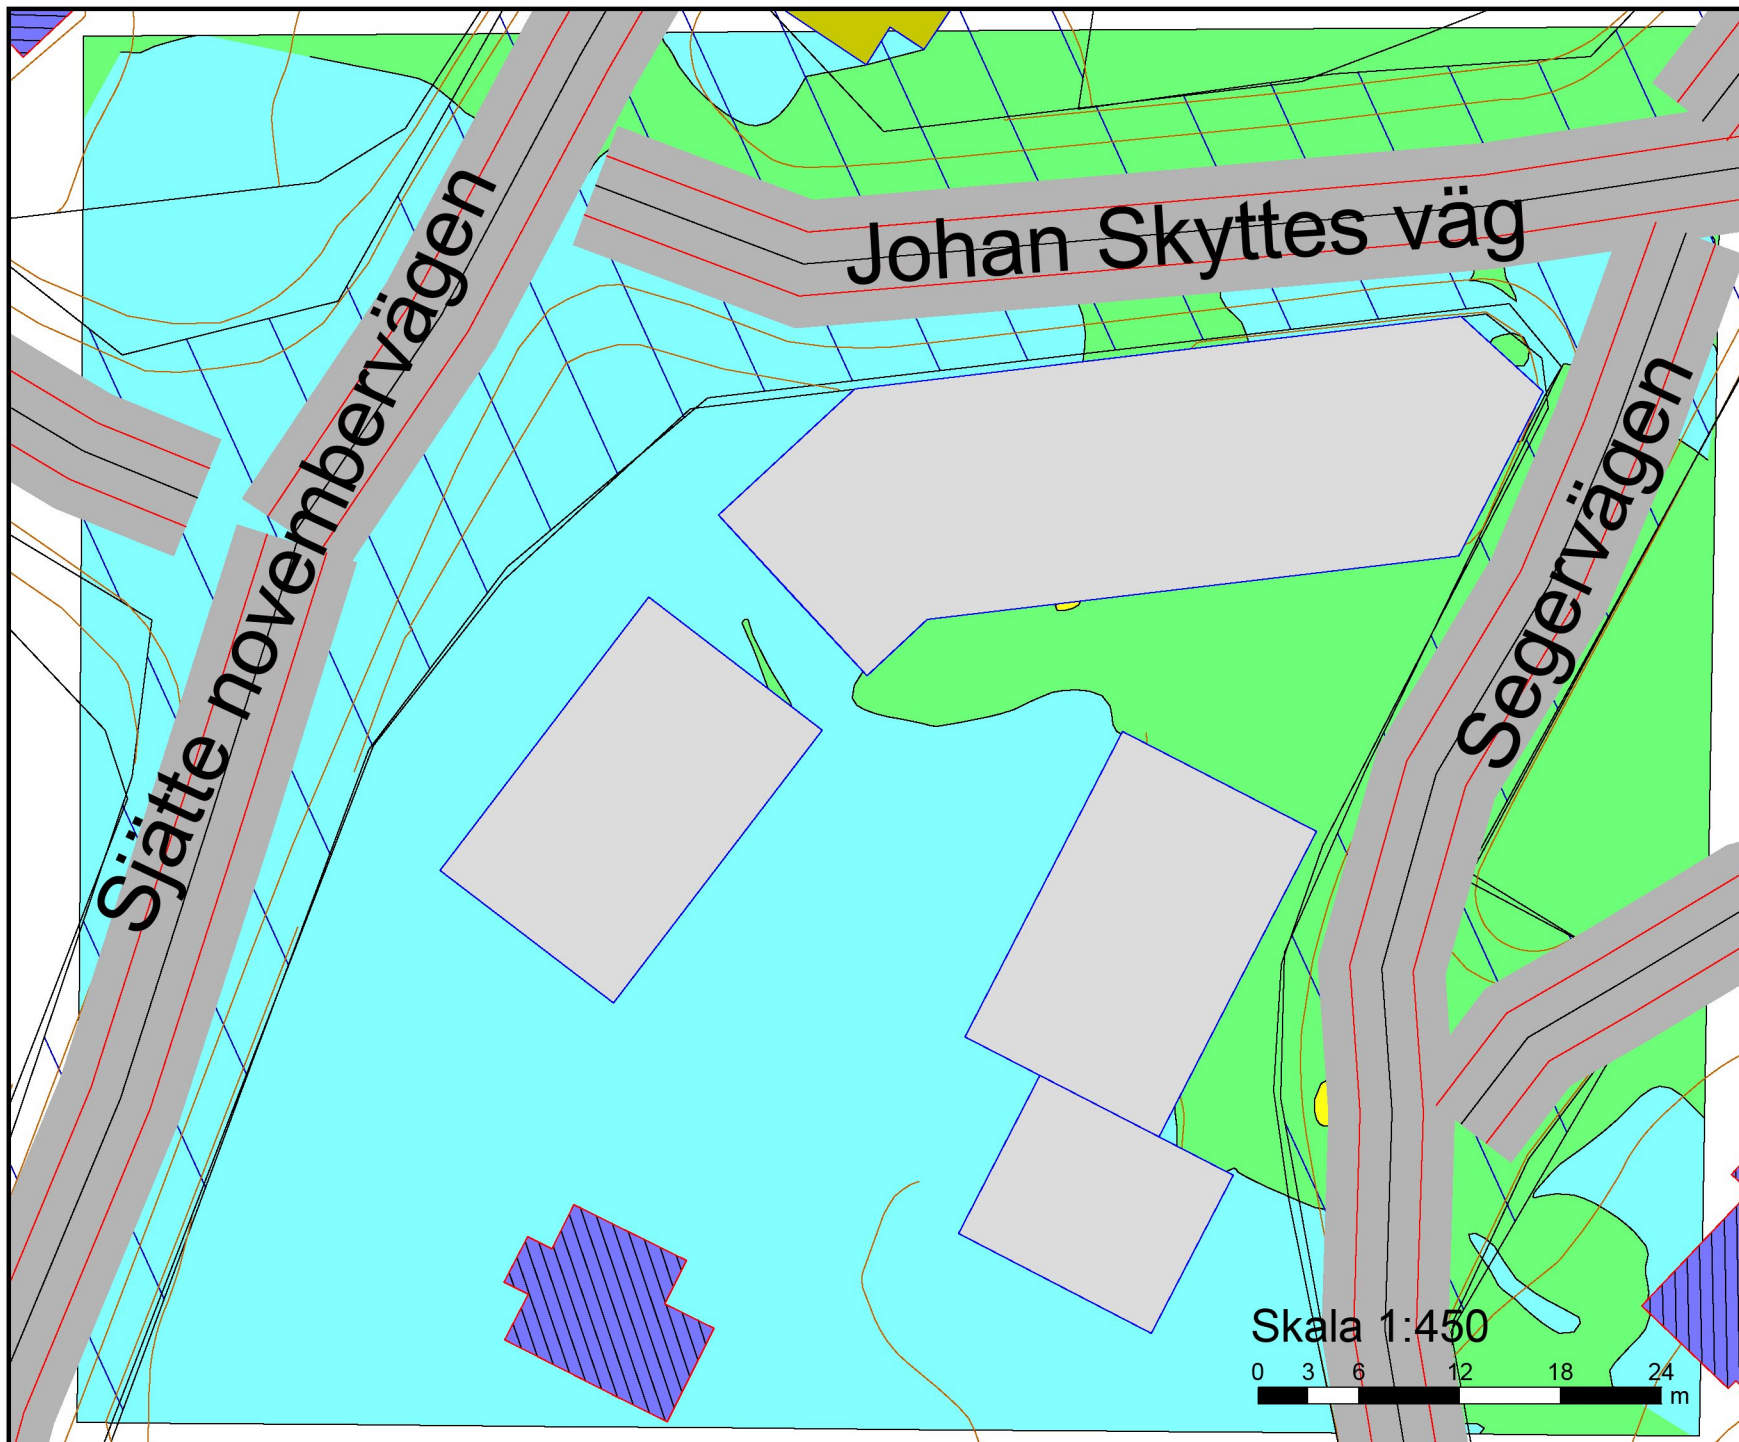 Johan Skyttes väg
Sjätte novembervägen
Segervägen
Skala 1:450
0 3 6 12 18 24 m